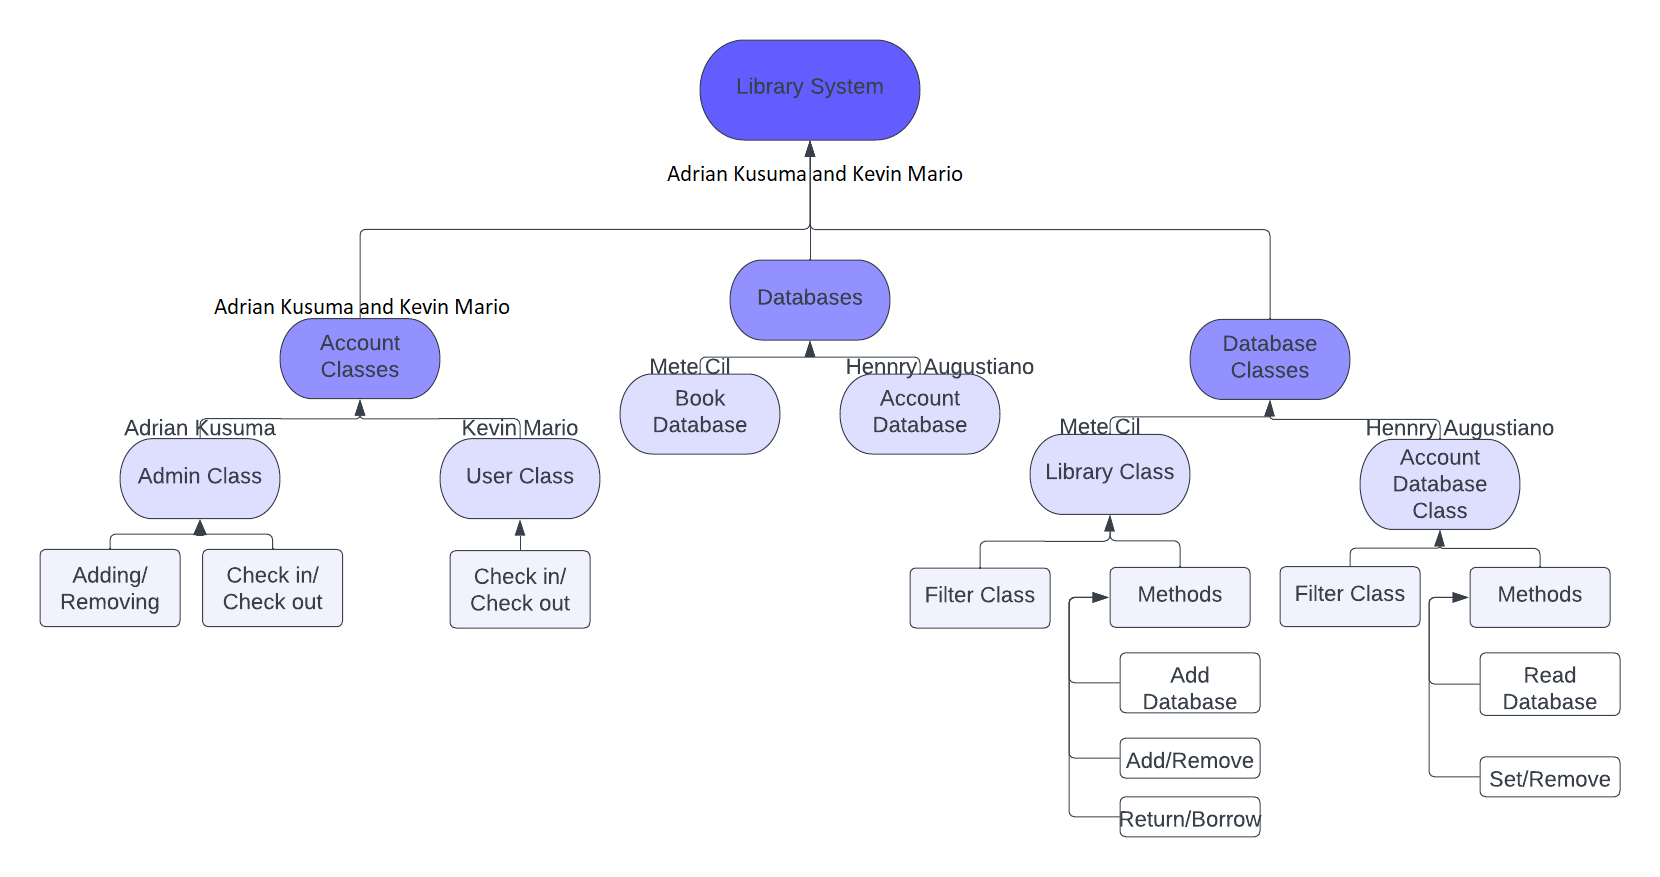 Library System
Adrian Kusuma and Kevin Mario
Databases
Adrian Kusuma and Kevin Mario
Account
Classes
Database
Classes
Mete Cil
Hennry Augustiano
Book
Database
Account
Database
Adrian Kusuma
Kevin Mario
Mete Cil
Hennry Augustiano
Admin Class
User Class
Library Class
Account
Database
Class
Adding/
Removing
Check in/
Check out
Check in/
Check out
Filter Class
Methods
Filter Class
Methods
Add
Database
Read
Database
Add/Remove
Set/Remove
Return/Borrow